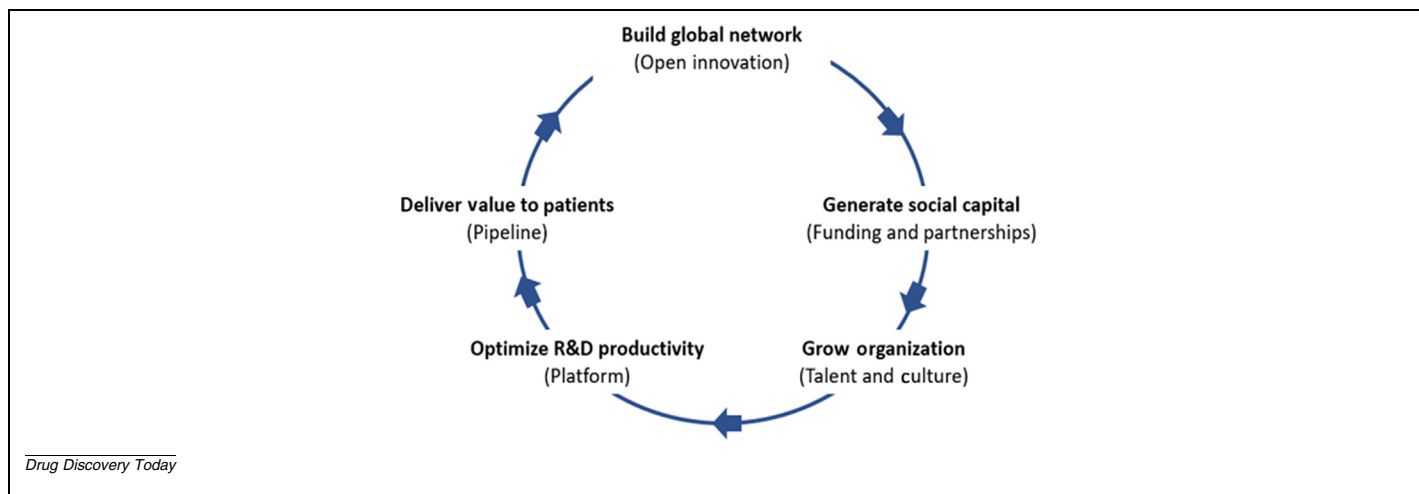 Build global network
(Open innovation)
Generate social capital
(Funding and partnerships)
Grow organization
(Talent and culture)
Optimize R&D productivity
(Platform)
Deliver value to patients
(Pipeline)
Drug Discovery Today